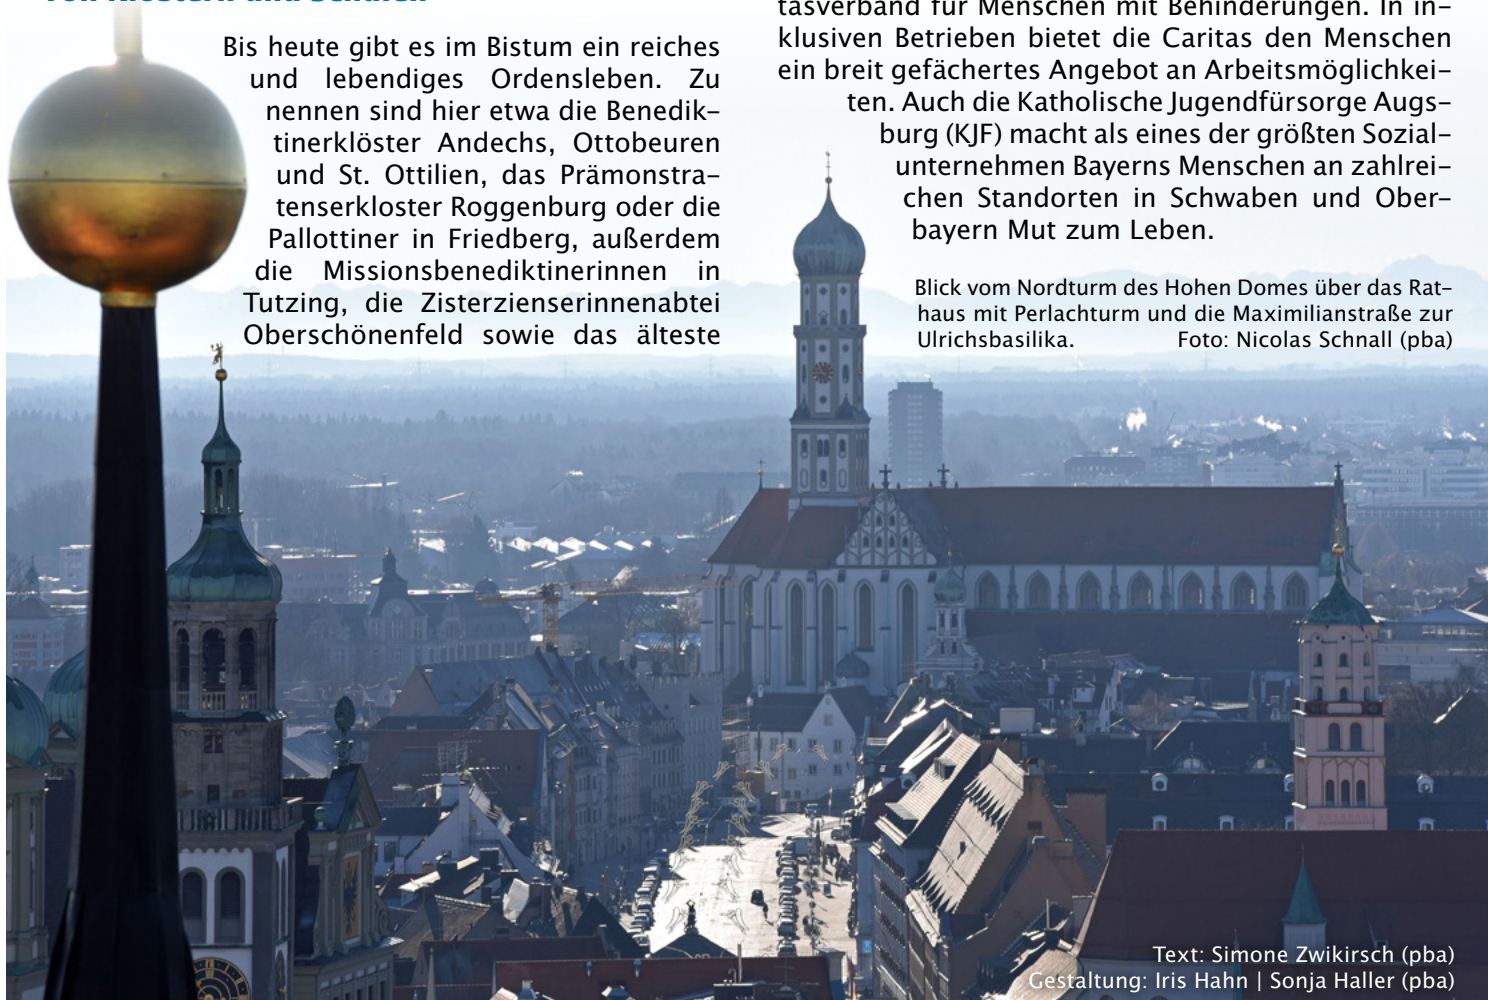 von Klöstern und Schulen
Bis heute gibt es im Bistum ein reiches
und lebendiges Ordensleben. Zu
nennen sind hier etwa die Benedik-
tinerklöster Andechs, Ottobeuren
und St. Ottilien, das Prämonstra-
tenserkloster Roggenburg oder die
Pallottiner in Friedberg, außerdem
die Missionsbenediktinerinnen in
Tutzing, die Zisterzienserinnenabtei
Oberschönenfeld sowie das älteste
tasverband für Menschen mit Behinderungen. In in-
klusiven Betrieben bietet die Caritas den Menschen
ein breit gefächertes Angebot an Arbeitsmöglichkei-
ten. Auch die Katholische Jugendfürsorge Augs-
burg (KJF) macht als eines der größten Sozial-
unternehmen Bayerns Menschen an zahlrei-
chen Standorten in Schwaben und Ober-
bayern Mut zum Leben.
Blick vom Nordturm des Hohen Domes über das Rat-
haus mit Perlachturm und die Maximilianstraße zur
Ulrichsbasilika. Foto: Nicolas Schnall (pba)
Text: Simone Zwikirsch (pba)
Gestaltung: Iris Hahn | Sonja Haller (pba)